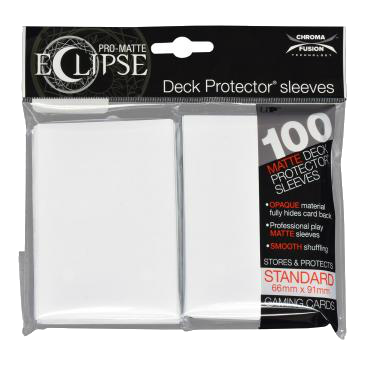 PRO-MATTE
ECLIPSE
CHROMA
FUSION
TECHNOLOGY
Deck Protector® sleeves
100
MATTE DECK
PROTECTOR
SLEEVES
•OPAQUE material
fully hides card back
•Professional play
MATTE sleeves
•SMOOTH shuffling
STORES & PROTECTS
STANDARD
66mm x 91mm
GAMING CARDS